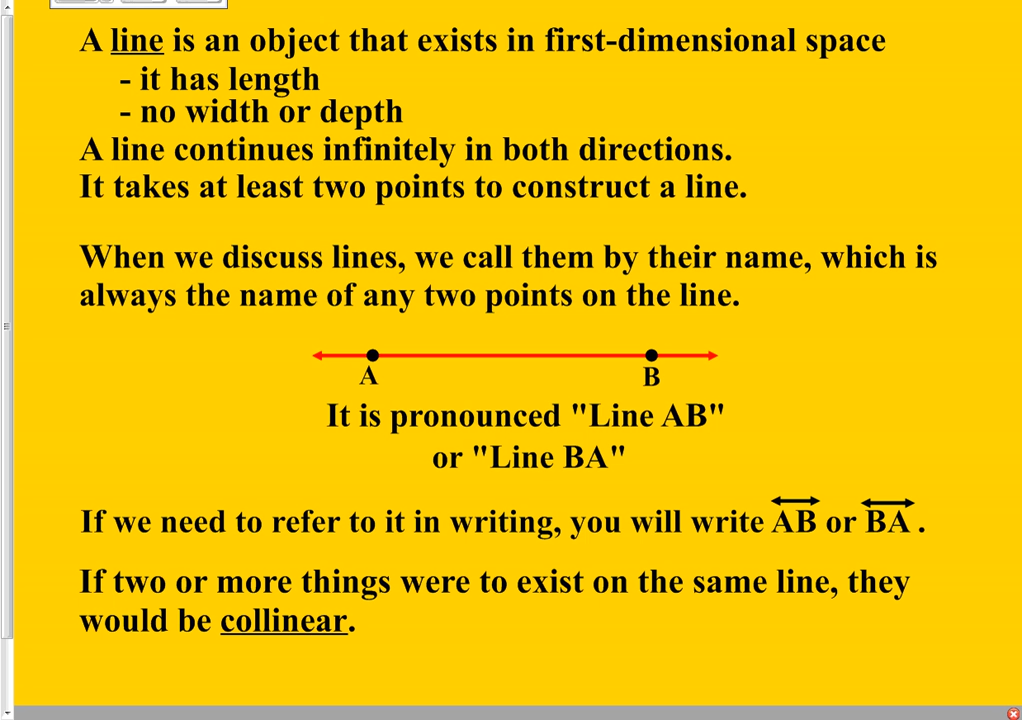 A line is an object that exists in first-dimensional space
- it has length
- no width or depth
A line continues infinitely in both directions.
It takes at least two points to construct a line.
When we discuss lines, we call them by their name, which is
always the name of any two points on the line.
A B
It is pronounced "Line AB"
or "Line BA"
If we need to refer to it in writing, you will write AB or BA .
If two or more things were to exist on the same line, they
would be collinear.